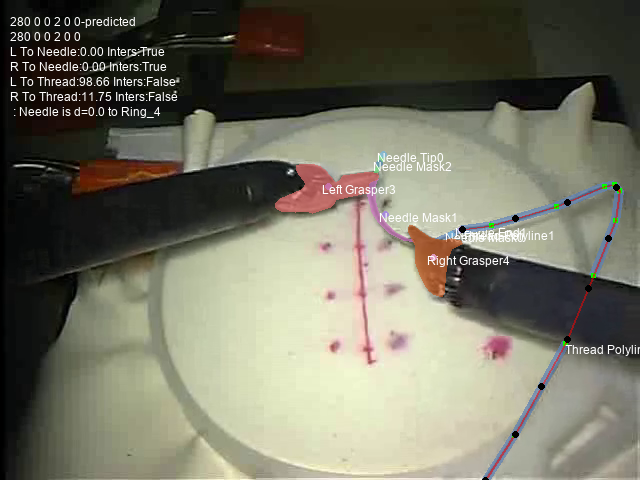 280 0 0 2 0 0-predicted
280 0 0 2 0 0
L To Needle:0.00 Inters:True
R To Needle:0.00 Inters:True
L To Thread:98.66 Inters:False
R To Thread:11.75 Inters:False
: Needle is d=0.0 to Ring_4
Needle Tip0
Needle Mask2
Left Grasper3
Needle Mask1
Right Grasper4
Thread Polylin